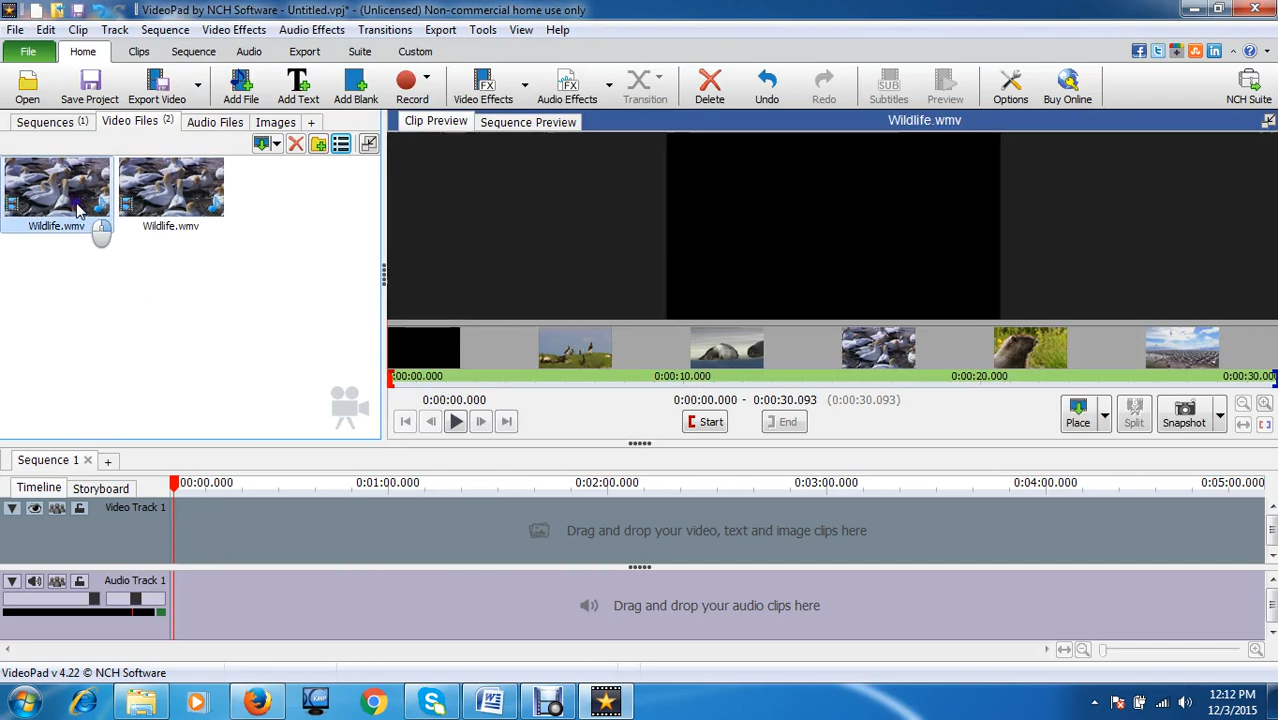 VideoPad by NCH Software - Untitled.vpj* - (Unlicensed) Non-commercial home use only
File Edit Clip Track Sequence Video Effects Audio Effects Transitions Export Tools View Help
File Home Clips Sequence Audio Export Suite Custom
Open Save Project Export Video Add File Add Text Add Blank Record Video Effects Audio Effects Transition Delete Undo Redo Subtitles Preview Options Buy Online NCH Suite
Sequences (1) Video Files (2) Audio Files Images +
Clip Preview Sequence Preview Wildlife.wmv
Wildlife.wmv Wildlife.wmv
:00:00.000 0:00:10.000 0:00:20.000 0:00:30.00
0:00:00.000 0:00:00.000 - 0:00:30.093 (0:00:30.093)
Start End Place Split Snapshot
Sequence 1
Timeline Storyboard
00:00.000 0:01:00.000 0:02:00.000 0:03:00.000 0:04:00.000 0:05:00.000
Video Track 1
Drag and drop your video, text and image clips here
Audio Track 1
Drag and drop your audio clips here
VideoPad v 4.22 © NCH Software
12:12 PM
12/3/2015